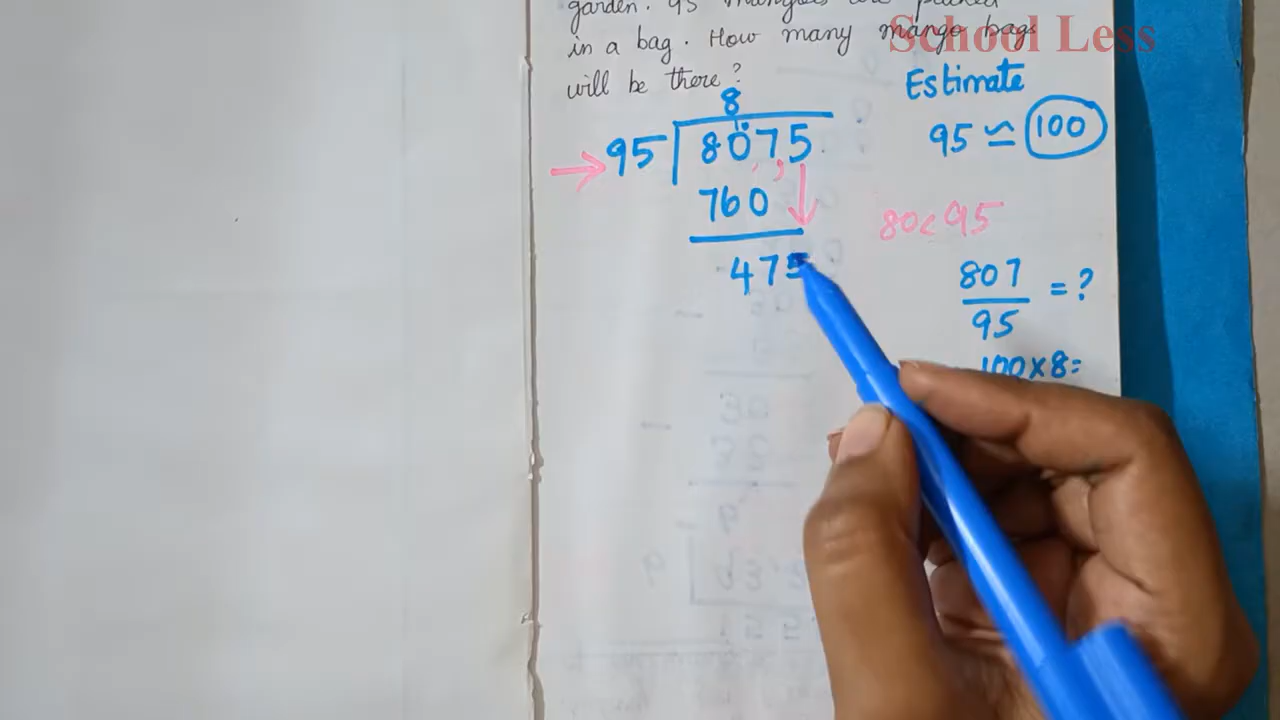 garden. 95 mangoes are packed
in a bag. How many mango bags
will be there?
School Less
Estimate
95 ≃ 100
8
95 8075
760
475
80<95
807
95
= ?
100×8=